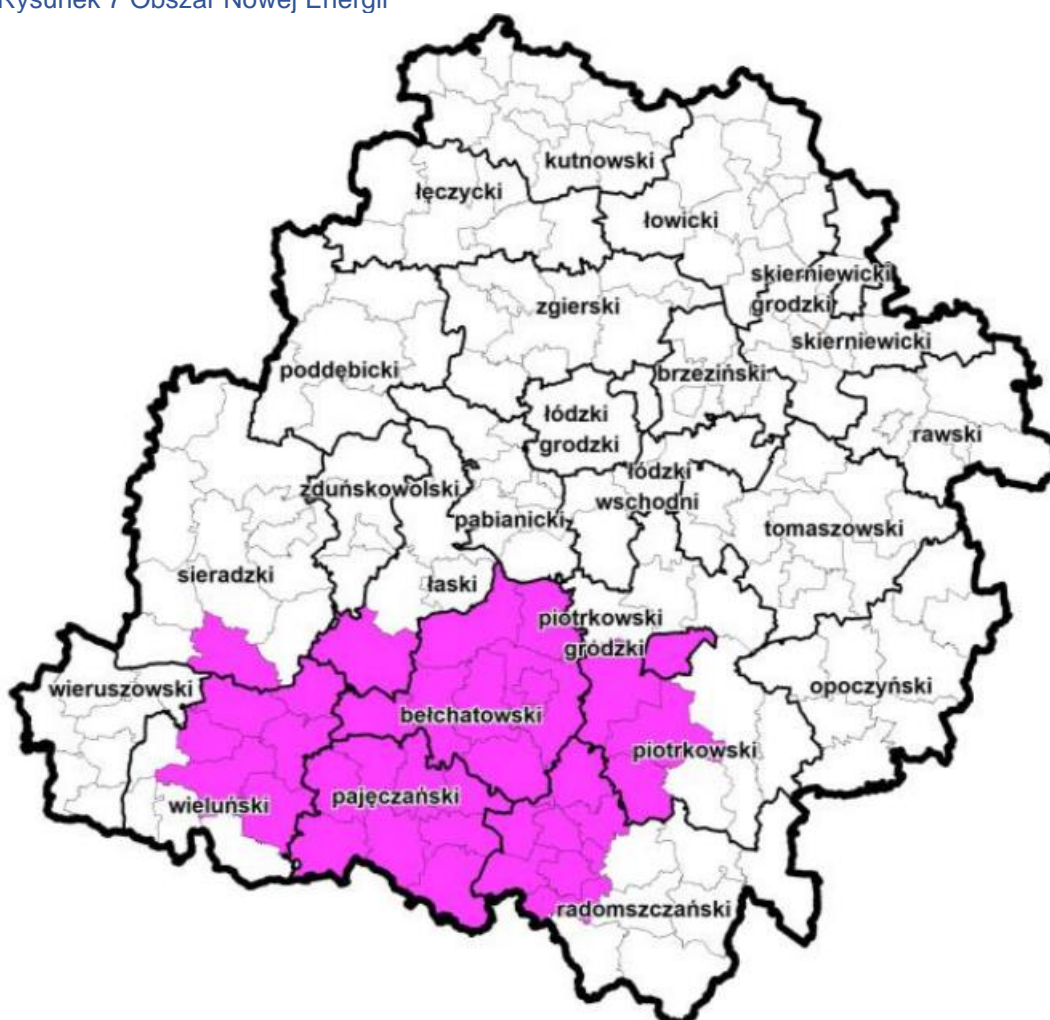 Rysunek 7 Obszar Nowej Energii
kutnowski
łęczycki
łowicki
skierniewicki
grodzki
zgierski
skierniewicki
poddębicki
brzeziński
łódzki
grodzki
rawski
łódzki
wschodni
zduńskowolski
pabianicki
tomaszowski
sieradzki
łaski
piotrkowski
grodzki
wieruszowski
opoczyński
bełchatowski
piotrkowski
wieluński
pajęczański
radomszczański